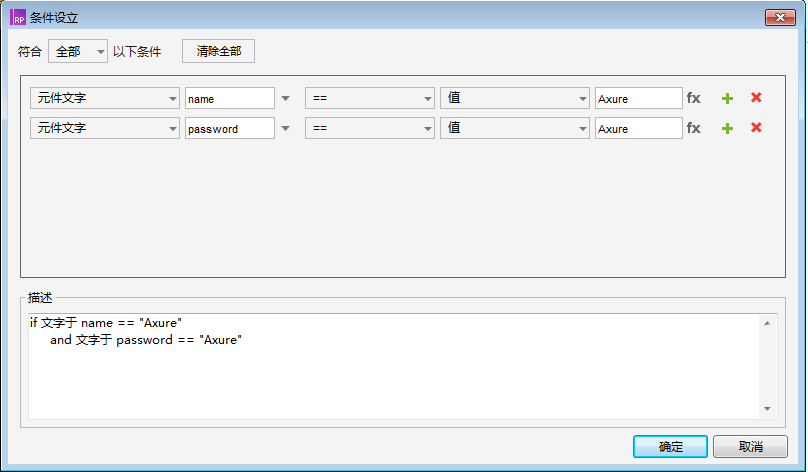 RP 条件设立
符合 全部 以下条件 清除全部
元件文字 name == 值 Axure fx
元件文字 password == 值 Axure fx
描述
if 文字于 name == "Axure"
and 文字于 password == "Axure"
确定 取消